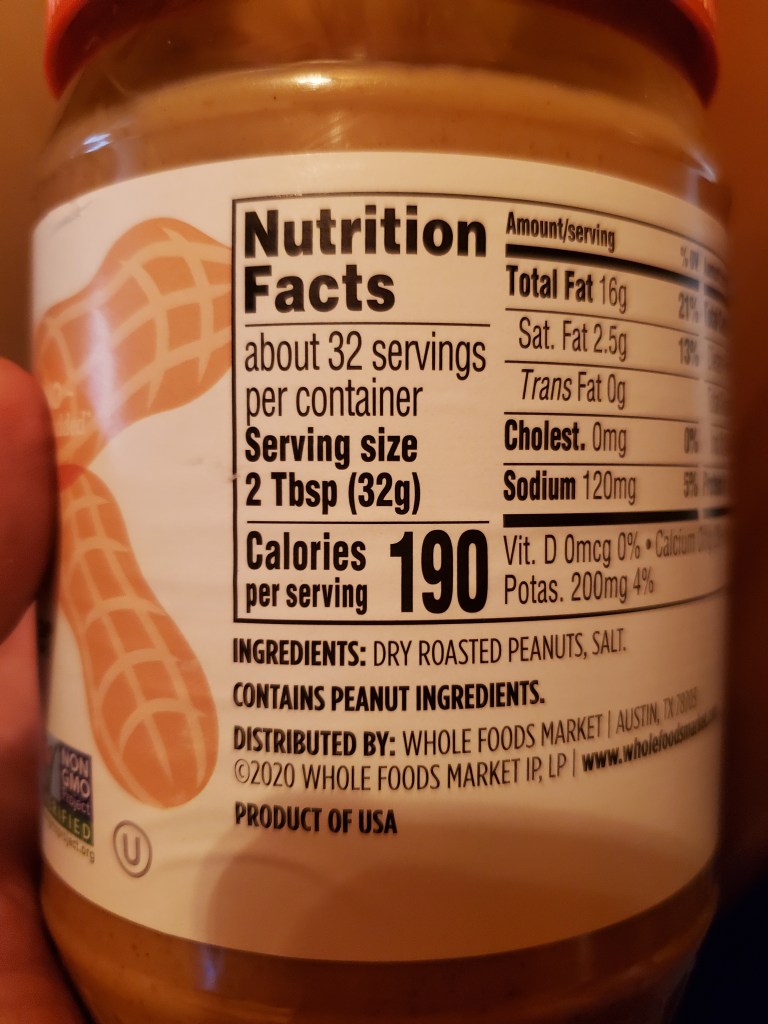 Nutrition
Facts
about 32 servings
per container
Serving size
2 Tbsp (32g)
Calories
per serving
190
Amount/serving
% DV
Total Fat 16g 21%
Sat. Fat 2.5g 13%
Trans Fat 0g
Cholest. 0mg 0%
Sodium 120mg 5%
Vit. D 0mcg 0% • Calcium
Potas. 200mg 4%
INGREDIENTS: DRY ROASTED PEANUTS, SALT.
CONTAINS PEANUT INGREDIENTS.
DISTRIBUTED BY: WHOLE FOODS MARKET | AUSTIN, TX
©2020 WHOLE FOODS MARKET IP, LP |
PRODUCT OF USA
NON
GMO
Project
U